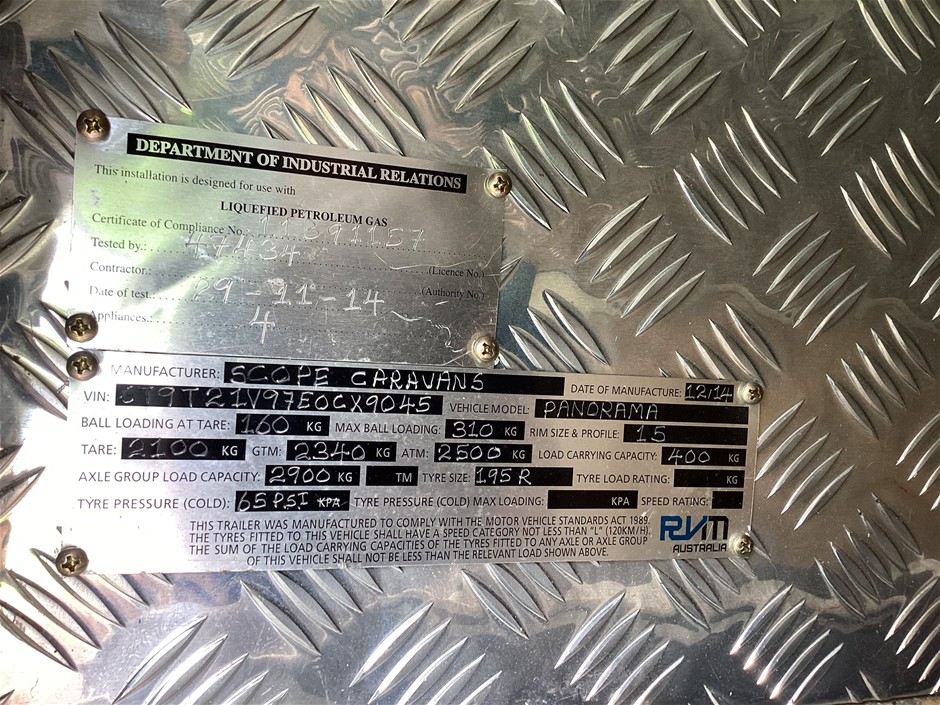 DEPARTMENT OF INDUSTRIAL RELATIONS
This installation is designed for use with
LIQUEFIED PETROLEUM GAS
Certificate of Compliance No.: 1691157
Tested by.: 47434
Contractor.: (Licence No.)
Date of test.: 29-11-14 (Authority No.)
Appliances.: 4
MANUFACTURER: SCOPE CARAVANS DATE OF MANUFACTURE: 12/14
VIN: VEHICLE MODEL: PANORAMA
BALL LOADING AT TARE: 160 KG MAX BALL LOADING: 310 KG RIM SIZE & PROFILE: 15
TARE: 2100 KG GTM: 2340 KG ATM: 2500 KG LOAD CARRYING CAPACITY: 400 KG
AXLE GROUP LOAD CAPACITY: 2900 KG TM TYRE SIZE: 195R TYRE LOAD RATING: KG
TYRE PRESSURE (COLD): 65 PSI KPA TYRE PRESSURE (COLD) MAX LOADING: KPA SPEED RATING:
THIS TRAILER WAS MANUFACTURED TO COMPLY WITH THE MOTOR VEHICLE STANDARDS ACT 1989.
THE TYRES FITTED TO THIS VEHICLE SHALL HAVE A SPEED CATEGORY NOT LESS THAN "L" (120KM/H).
THE SUM OF THE LOAD CARRYING CAPACITIES OF THE TYRES FITTED TO ANY AXLE OR AXLE GROUP
OF THIS VEHICLE SHALL NOT BE LESS THAN THE RELEVANT LOAD SHOWN ABOVE.
RVM
AUSTRALIA